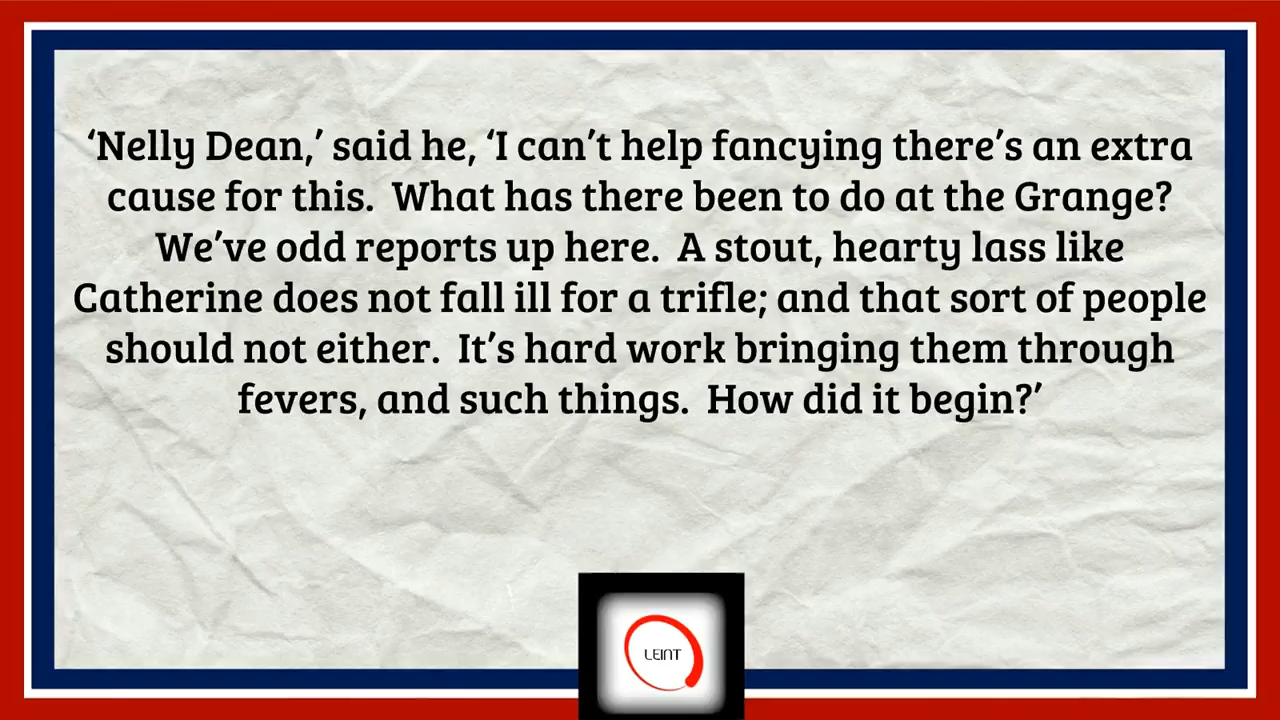 ‘Nelly Dean,’ said he, ‘I can’t help fancying there’s an extra
cause for this.  What has there been to do at the Grange?
We’ve odd reports up here.  A stout, hearty lass like
Catherine does not fall ill for a trifle; and that sort of people
should not either.  It’s hard work bringing them through
fevers, and such things.  How did it begin?’
LEINT